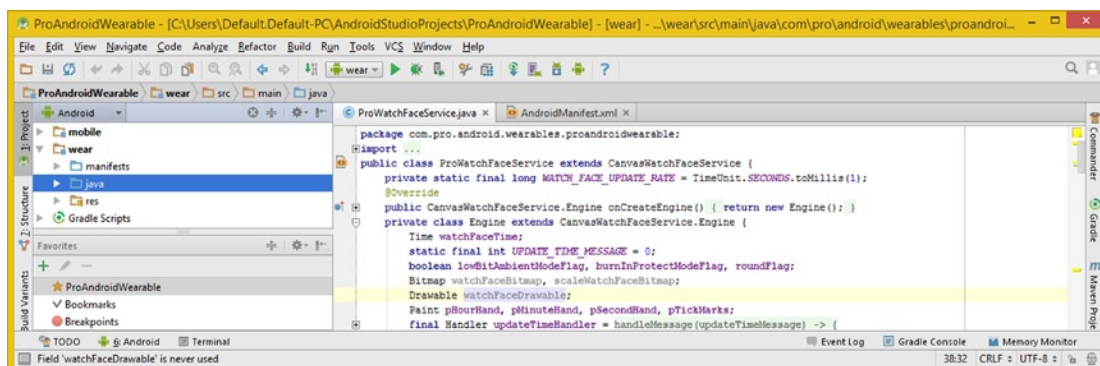 ProAndroidWearable - [C:\Users\Default.Default-PC\AndroidStudioProjects\ProAndroidWearable] - [wear] - ...\wear\src\main\java\com\pro\android\wearables\proandroi...
File Edit View Navigate Code Analyze Refactor Build Run Tools VCS Window Help
wear
ProAndroidWearable wear src main java
1: Project
Z: Structure
Build Variants
Android
mobile
wear
manifests
java
res
Gradle Scripts
Favorites
ProAndroidWearable
Bookmarks
Breakpoints
ProWatchFaceService.java AndroidManifest.xml
package com.pro.android.wearables.proandroidwearable;
import ...
public class ProWatchFaceService extends CanvasWatchFaceService {
private static final long WATCH_FACE_UPDATE_RATE = TimeUnit.SECONDS.toMillis(1);
@Override
public CanvasWatchFaceService.Engine onCreateEngine() { return new Engine(); }
private class Engine extends CanvasWatchFaceService.Engine {
Time watchFaceTime;
static final int UPDATE_TIME_MESSAGE = 0;
boolean lowBitAmbientModeFlag, burnInProtectModeFlag, roundFlag;
Bitmap watchFaceBitmap, scaleWatchFaceBitmap;
Drawable watchFaceDrawable;
Paint pHourHand, pMinuteHand, pSecondHand, pTickMarks;
final Handler updateTimeHandler = handleMessage(updateTimeMessage) -> {
Commander
Gradle
Maven Proje
TODO 6: Android Terminal Event Log Gradle Console Memory Monitor
Field 'watchFaceDrawable' is never used 38:32 CRLF UTF-8